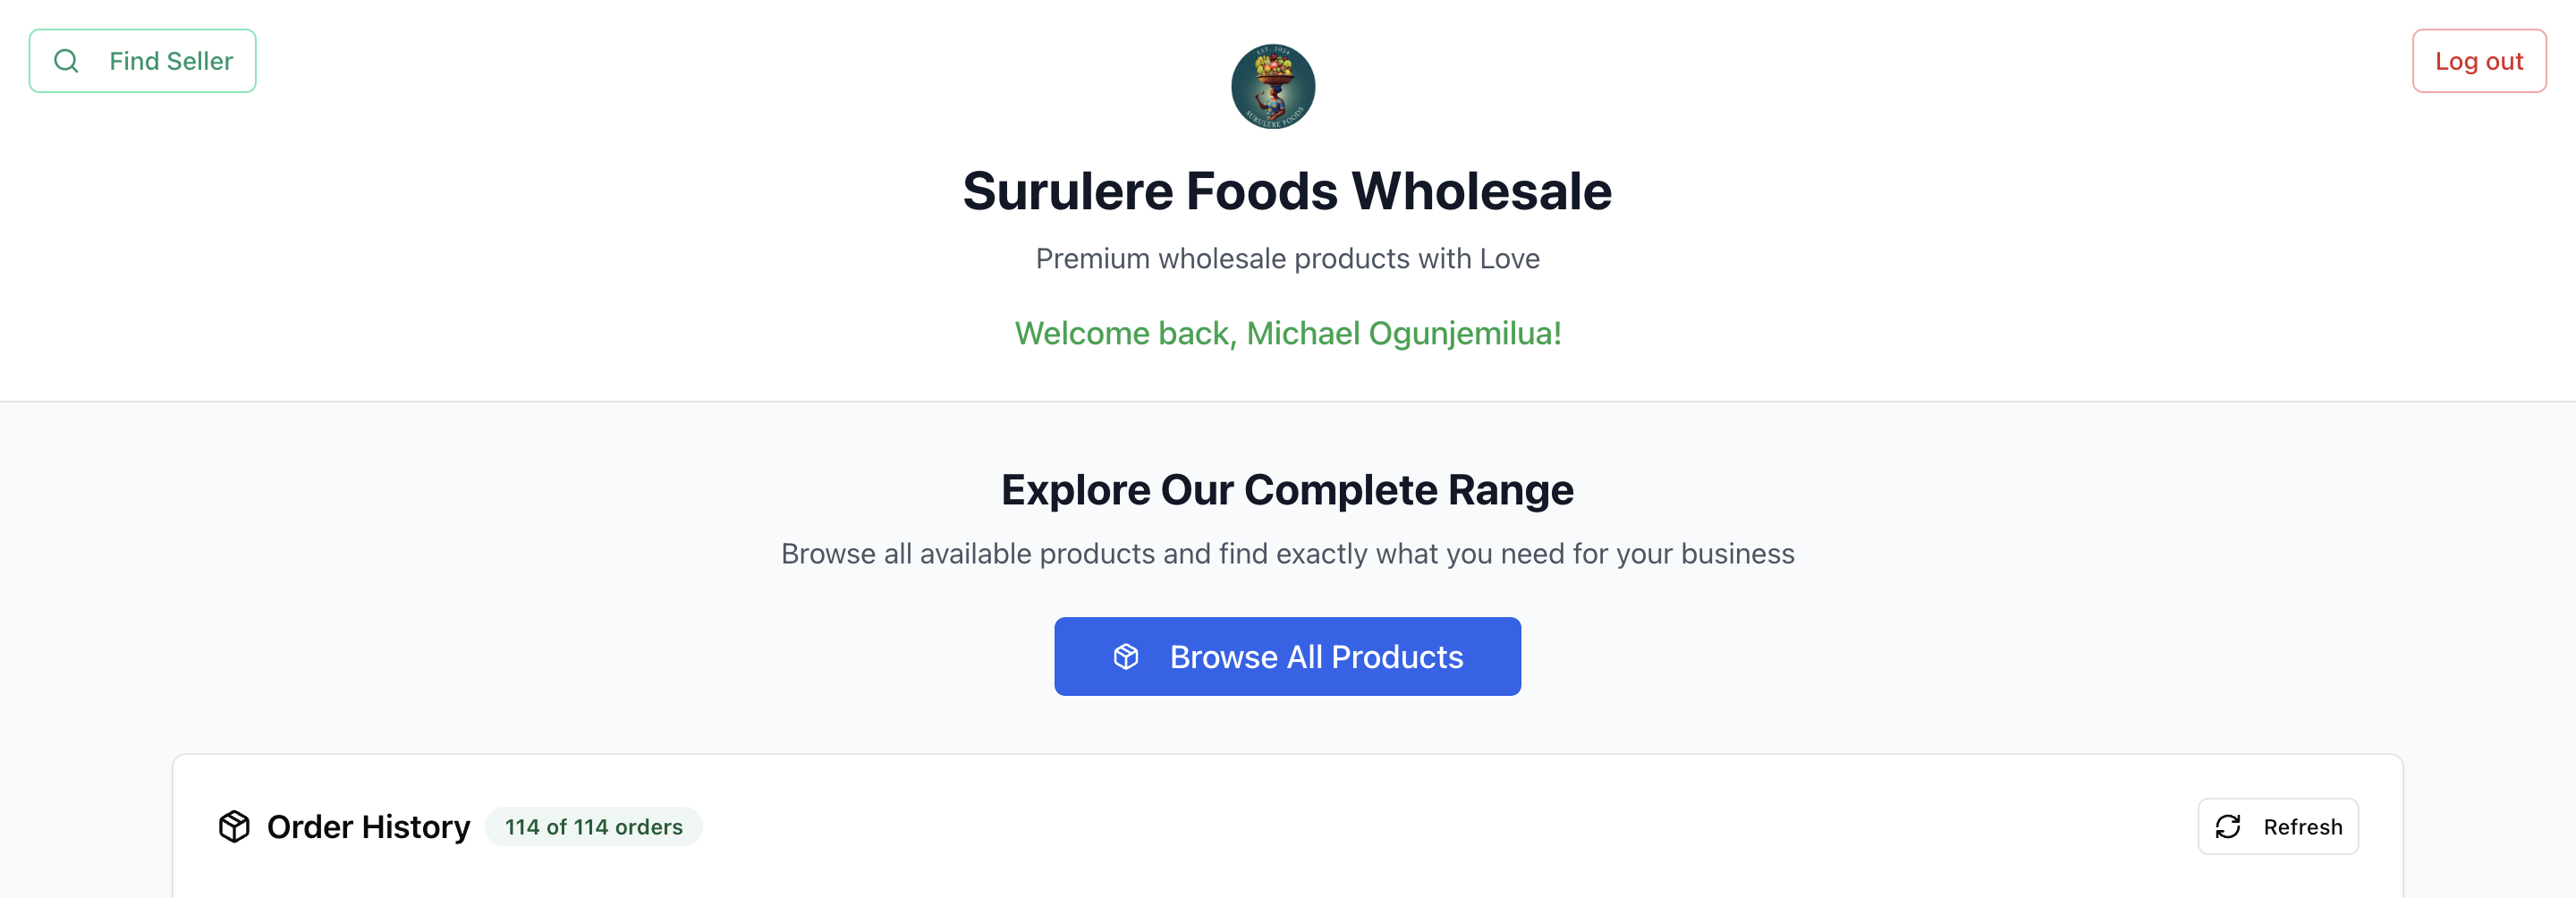 Find Seller
Log out
EST. 2024
SURULERE FOODS
Surulere Foods Wholesale
Premium wholesale products with Love
Welcome back, Michael Ogunjemilua!
Explore Our Complete Range
Browse all available products and find exactly what you need for your business
Browse All Products
Order History
114 of 114 orders
Refresh